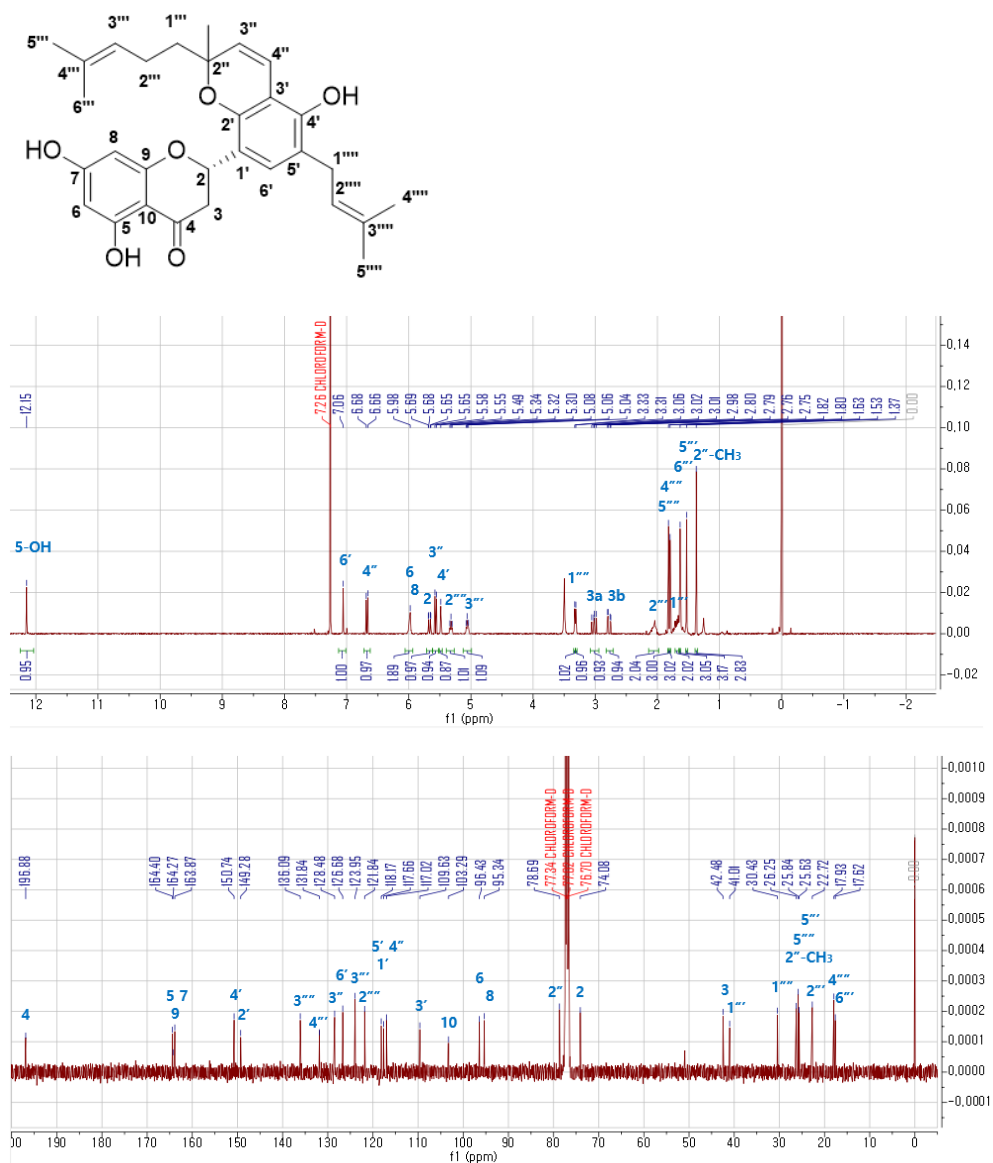 3''' 1''' 3''
5''' 4''
4''' 2''' 2''
6''' O 3' OH
2' 4'
HO 8 9 O 2 1' 5' 1''''
7 6' 2'''' 4''''
6 10 3 3''''
5 4
OH O 5''''
12.15 7.26 CHLOROFORM-D 7.06 6.68 6.66 5.98 5.69 5.68 5.65 5.65 5.58 5.55 5.49 5.34 5.32 5.30 5.08 5.06 5.04 3.33 3.31 3.06 3.02 3.01 2.98 2.80 2.79 2.76 2.75 1.82 1.80 1.63 1.53 1.37 0.00
0.14
0.12
0.10
0.08
0.06
0.04
0.02
0.00
-0.02
5'''
6''' 2''-CH3
4''''
5''''
5-OH 6' 4'' 6 3'' 1''''
8 2 4' 2'''' 3''' 3a 3b 2''' 1'''
0.95 1.00 0.97 1.89 0.97 0.94 0.87 1.01 1.09 1.02 0.96 0.93 0.94 2.04 3.00 3.02 2.02 3.05 3.17 2.83
12 11 10 9 8 7 6 5 4 3 2 1 0 -1 -2
f1 (ppm)
196.88 164.40 164.27 163.87 150.74 149.28 136.09 131.84 128.48 126.68 123.95 121.84 118.17 117.66 117.02 109.63 103.29 96.43 95.34 78.69 77.34 CHLOROFORM-D 77.02 CHLOROFORM-D 76.70 CHLOROFORM-D 74.08 42.48 41.01 30.43 26.25 25.84 25.63 22.72 17.93 17.62 0.00
0.0010
0.0009
0.0008
0.0007
0.0006
0.0005
0.0004
0.0003
0.0002
0.0001
0.0000
-0.0001
5'''
5' 4'' 5''''
1' 2''-CH3
6' 3''' 6
4 5 7 4' 3'''' 3'' 2'''' 3' 8 2'' 2 3 1'''' 2''' 4''''
9 2' 4''' 10 1''' 6'''
200 190 180 170 160 150 140 130 120 110 100 90 80 70 60 50 40 30 20 10 0
f1 (ppm)